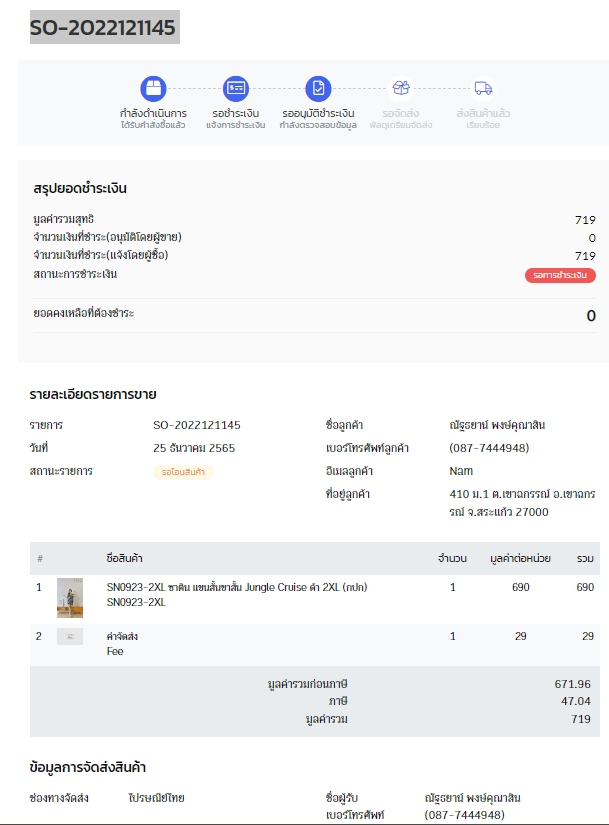 SO-2022121145
กำลังดำเนินการ รอชำระเงิน รออนุมัติชำระเงิน รอจัดส่ง ส่งสินค้าแล้ว
ได้รับคำสั่งซื้อแล้ว แจ้งการชำระเงิน กำลังตรวจสอบข้อมูล พัสดุเตรียมจัดส่ง เรียบร้อย
สรุปยอดชำระเงิน
มูลค่ารวมสุทธิ 719
จำนวนเงินที่ชำระ(อนุมัติโดยผู้ขาย) 0
จำนวนเงินที่ชำระ(แจ้งโดยผู้ซื้อ) 719
สถานะการชำระเงิน รอการชำระเงิน
ยอดคงเหลือที่ต้องชำระ 0
รายละเอียดรายการขาย
รายการ SO-2022121145 ชื่อลูกค้า ณัฐธยาน์ พงษ์คุณาสิน
วันที่ 25 ธันวาคม 2565 เบอร์โทรศัพท์ลูกค้า (087-7444948)
สถานะรายการ รอโอนสินค้า อีเมลลูกค้า Nam
ที่อยู่ลูกค้า 410 ม.1 ต.เขาฉกรรจ์ อ.เขาฉก
รรจ์ จ.สระแก้ว 27000
# ชื่อสินค้า จำนวน มูลค่าต่อหน่วย รวม
1 SN0923-2XL ซาติน แขนสั้นขาสั้น Jungle Cruise ดำ 2XL (กปก) 1 690 690
SN0923-2XL
2 ค่าจัดส่ง 1 29 29
Fee
มูลค่ารวมก่อนภาษี 671.96
ภาษี 47.04
มูลค่ารวม 719
ข้อมูลการจัดส่งสินค้า
ช่องทางจัดส่ง ไปรษณีย์ไทย ชื่อผู้รับ ณัฐธยาน์ พงษ์คุณาสิน
เบอร์โทรศัพท์ (087-7444948)